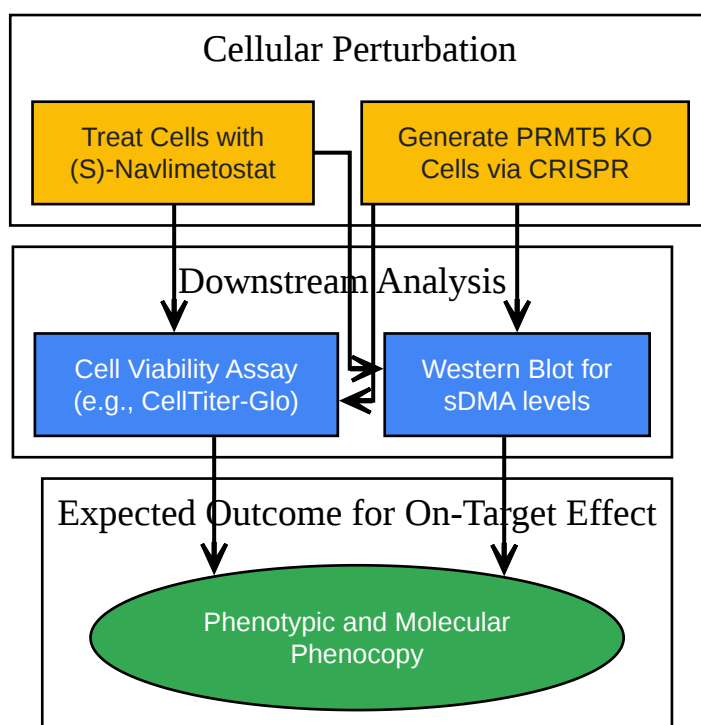 Cellular Perturbation
Treat Cells with
(S)-Navlimetostat
Generate PRMT5 KO
Cells via CRISPR
Downstream Analysis
Cell Viability Assay
(e.g., CellTiter-Glo)
Western Blot for
sDMA levels
Expected Outcome for On-Target Effect
Phenotypic and Molecular
Phenocopy